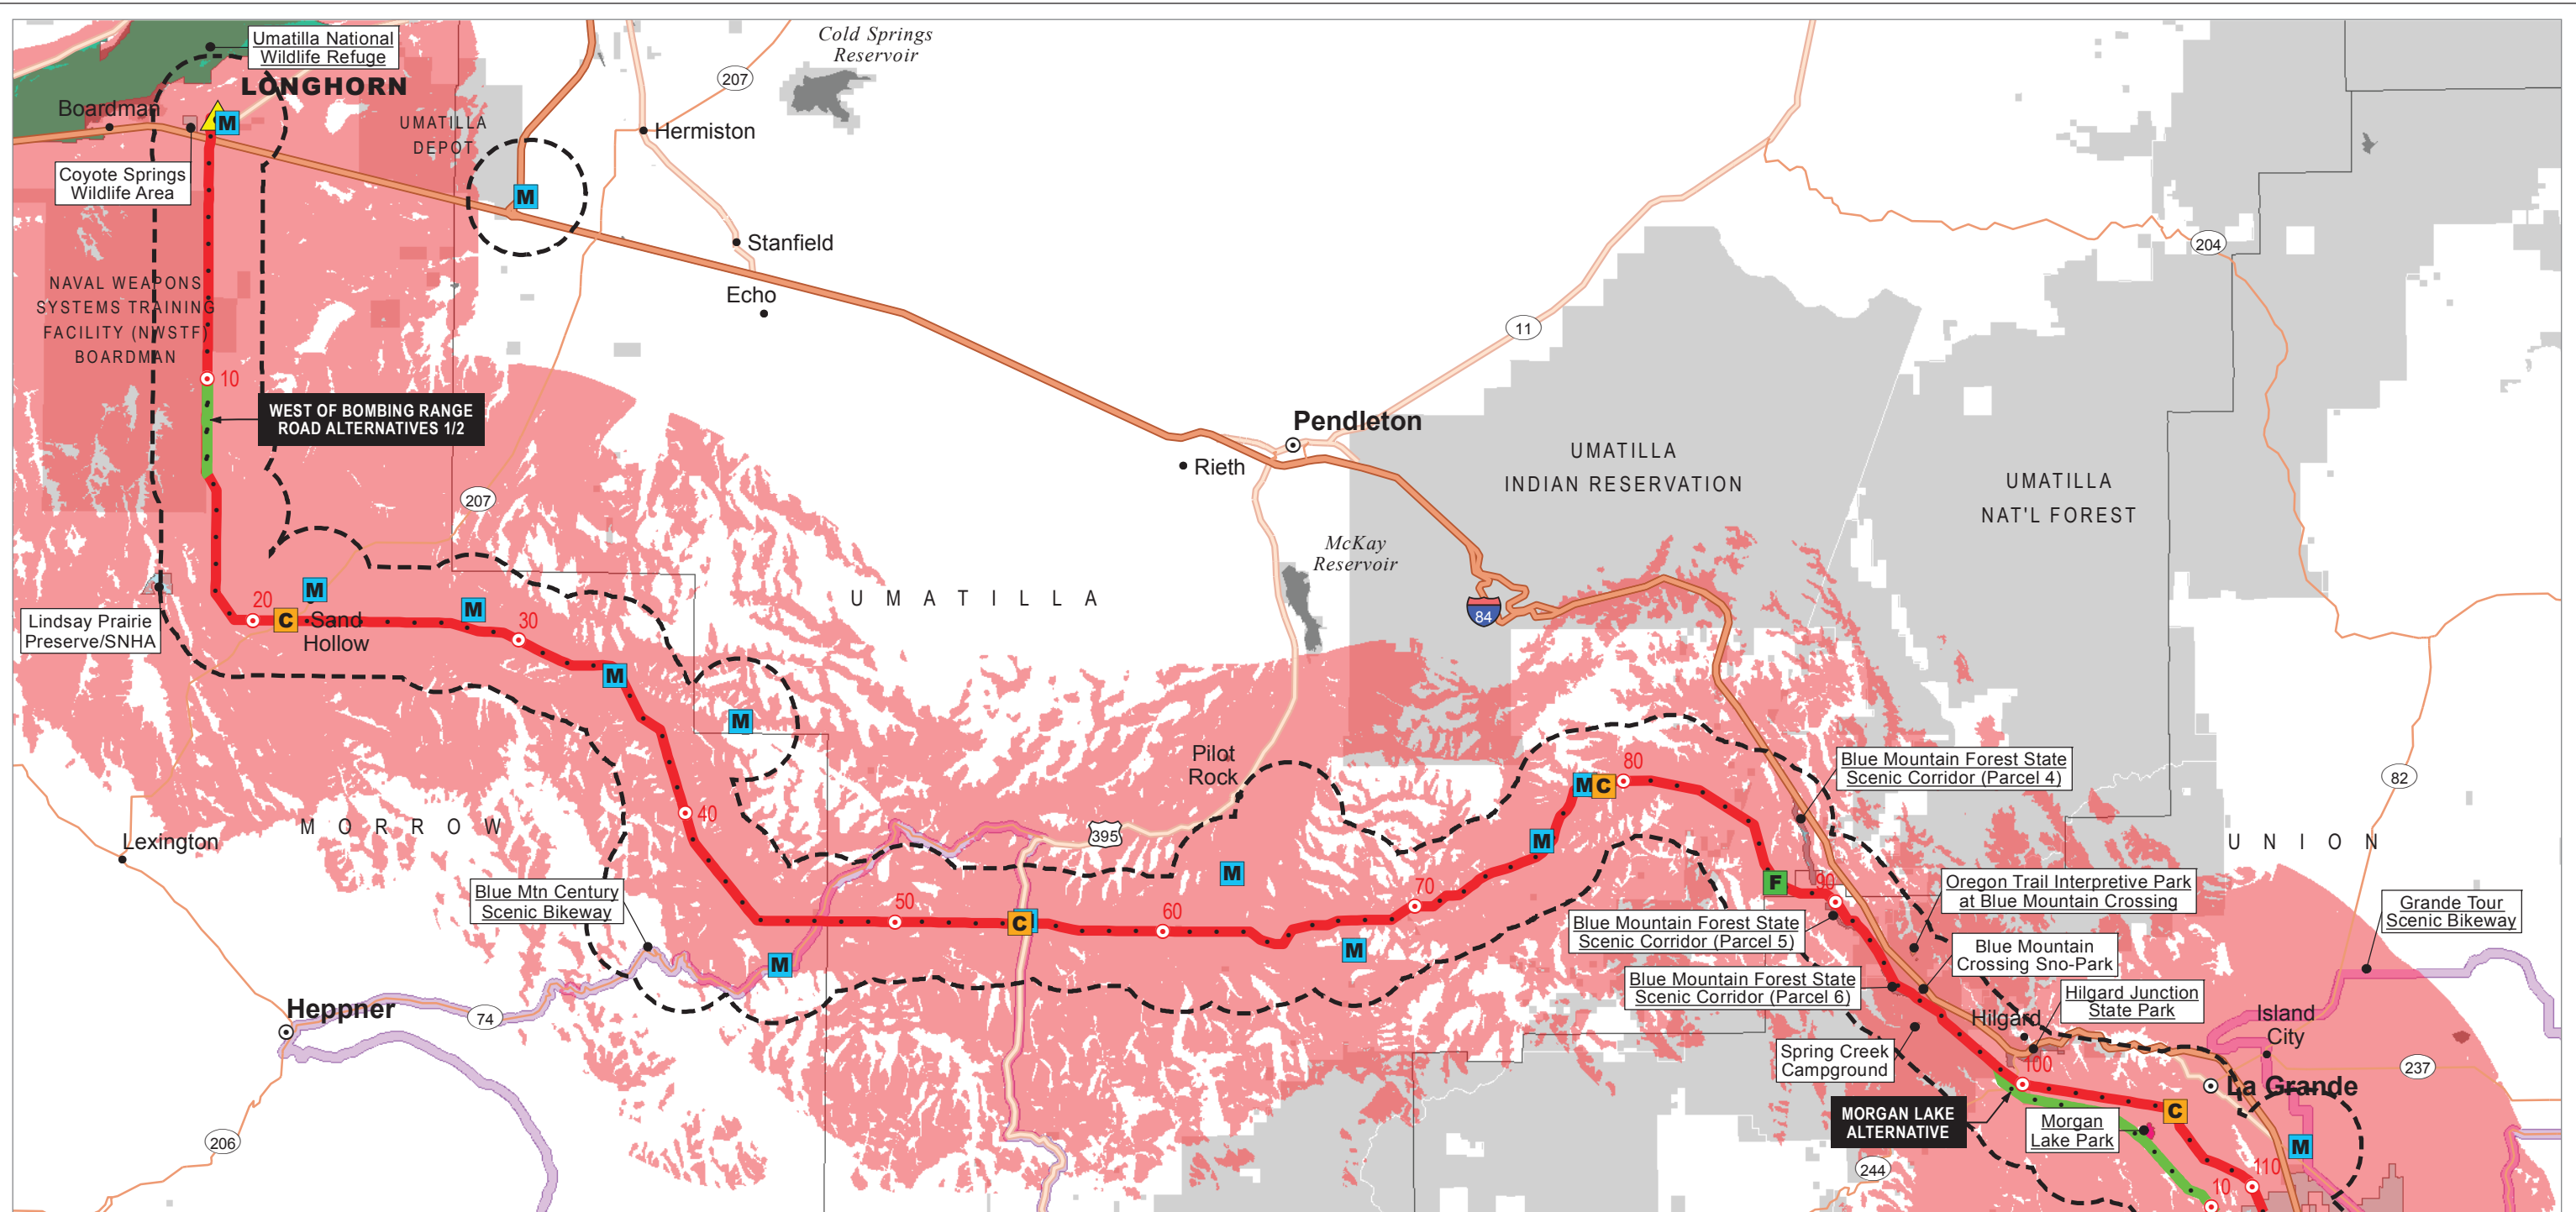 Umatilla National
Wildlife Refuge
Cold Springs
Reservoir
207
LONGHORN
Boardman
M
UMATILLA
DEPOT
Hermiston
Coyote Springs
Wildlife Area
M
Stanfield
204
NAVAL WEAPONS
SYSTEMS TRAINING
FACILITY (NWSTF)
BOARDMAN
Echo
11
10
WEST OF BOMBING RANGE
ROAD ALTERNATIVES 1/2
Pendleton
Rieth
UMATILLA
INDIAN RESERVATION
UMATILLA
NAT'L FOREST
207
McKay
Reservoir
UMATILLA
84
Lindsay Prairie
Preserve/SNHA
20
C
M
Sand
Hollow
M
30
M
M
Pilot
Rock
M
C
80
Blue Mountain Forest State
Scenic Corridor (Parcel 4)
82
40
MORROW
395
Lexington
M
UNION
M
F
90
Oregon Trail Interpretive Park
at Blue Mountain Crossing
Blue Mtn Century
Scenic Bikeway
50
C
60
70
Grande Tour
Scenic Bikeway
Blue Mountain Forest State
Scenic Corridor (Parcel 5)
Blue Mountain
Crossing Sno-Park
M
M
Blue Mountain Forest State
Scenic Corridor (Parcel 6)
Hilgard Junction
State Park
Heppner
74
Hilgard
Island
City
Spring Creek
Campground
100
237
La Grande
MORGAN LAKE
ALTERNATIVE
Morgan
Lake Park
C
206
M
244
110
10